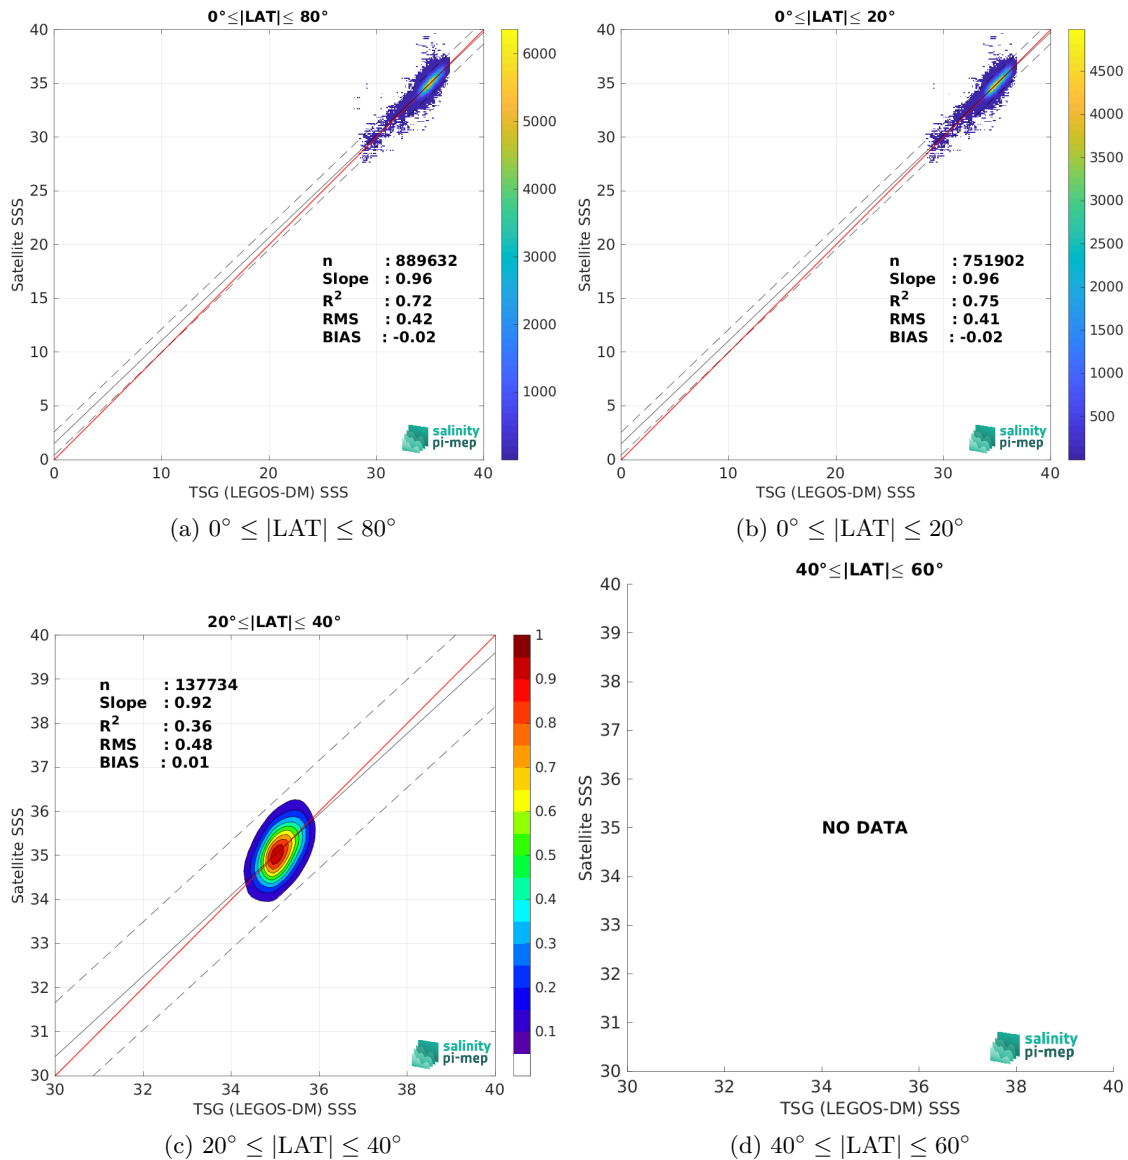 0°≤|LAT|≤ 80°
40
35
30
25
20
15
10
5
0
0
10
20
30
40
Satellite SSS
TSG (LEGOS-DM) SSS
n : 889632
Slope : 0.96
R² : 0.72
RMS : 0.42
BIAS : -0.02
6000
5000
4000
3000
2000
1000
salinity
pi-mep
(a) 0° ≤ |LAT| ≤ 80°
0°≤|LAT|≤ 20°
40
35
30
25
20
15
10
5
0
0
10
20
30
40
Satellite SSS
TSG (LEGOS-DM) SSS
n : 751902
Slope : 0.96
R² : 0.75
RMS : 0.41
BIAS : -0.02
4500
4000
3500
3000
2500
2000
1500
1000
500
salinity
pi-mep
(b) 0° ≤ |LAT| ≤ 20°
20°≤|LAT|≤ 40°
40
39
38
37
36
35
34
33
32
31
30
30
32
34
36
38
40
Satellite SSS
TSG (LEGOS-DM) SSS
n : 137734
Slope : 0.92
R² : 0.36
RMS : 0.48
BIAS : 0.01
1
0.9
0.8
0.7
0.6
0.5
0.4
0.3
0.2
0.1
salinity
pi-mep
(c) 20° ≤ |LAT| ≤ 40°
40°≤|LAT|≤ 60°
40
39
38
37
36
35
34
33
32
31
30
30
32
34
36
38
40
Satellite SSS
TSG (LEGOS-DM) SSS
NO DATA
salinity
pi-mep
(d) 40° ≤ |LAT| ≤ 60°